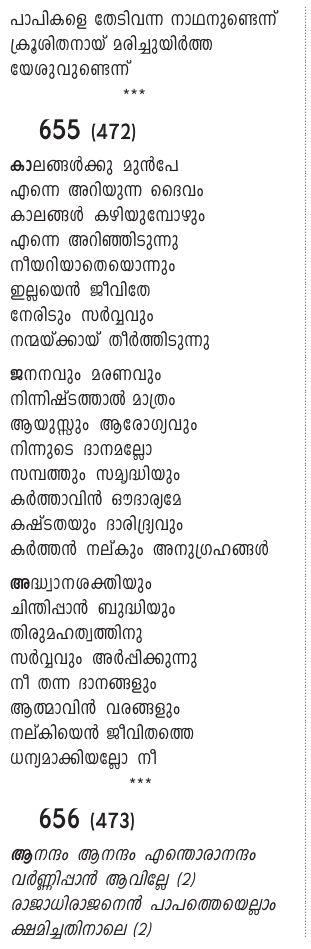 പാപികളെ തേടിവന്ന നാഥനുണ്ടെന്ന്
ക്രൂശിതനായ് മരിച്ചുയിർത്ത
യേശുവുണ്ടെന്ന്
***
655 (472)
കാലങ്ങൾക്കു മുൻപേ
എന്നെ അറിയുന്ന ദൈവം
കാലങ്ങൾ കഴിയുമ്പോഴും
എന്നെ അറിഞ്ഞിടുന്നു
നീയറിയാതെയൊന്നും
ഇല്ലയെൻ ജീവിതേ
നേരിടും സർവ്വവും
നന്മയ്ക്കായ് തീർത്തിടുന്നു
ജനനവും മരണവും
നിന്നിഷ്ടത്താൽ മാത്രം
ആയുസ്സും ആരോഗ്യവും
നിന്നുടെ ദാനമല്ലോ
സമ്പത്തും സമൃദ്ധിയും
കർത്താവിൻ ഔദാര്യമേ
കഷ്ടതയും ദാരിദ്ര്യവും
കർത്തൻ നല്കും അനുഗ്രഹങ്ങൾ
അദ്ധ്വാനശക്തിയും
ചിന്തിപ്പാൻ ബുദ്ധിയും
തിരുമഹത്വത്തിനു
സർവ്വവും അർപ്പിക്കുന്നു
നീ തന്ന ദാനങ്ങളും
ആത്മാവിൻ വരങ്ങളും
നല്കിയെൻ ജീവിതത്തെ
ധന്യമാക്കിയല്ലോ നീ
***
656 (473)
ആനന്ദം ആനന്ദം എന്തൊരാനന്ദം
വർണ്ണിപ്പാൻ ആവില്ലേ (2)
രാജാധിരാജനെൻ പാപത്തെയെല്ലാം
ക്ഷമിച്ചതിനാലെ (2)